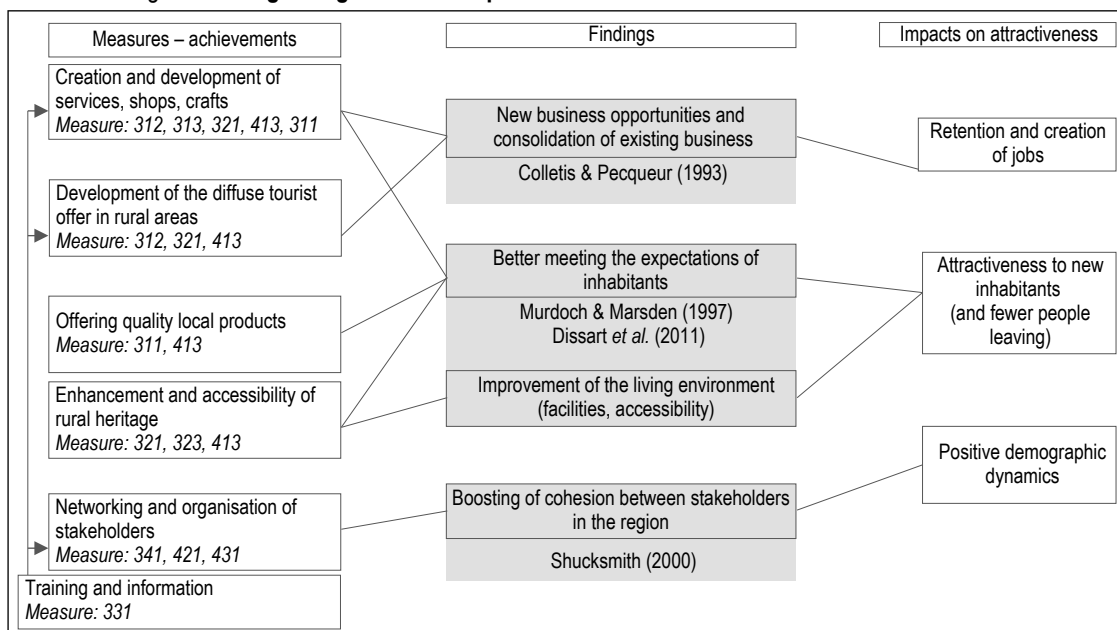 Measures – achievements
Creation and development of
services, shops, crafts
Measure: 312, 313, 321, 413, 311
Development of the diffuse tourist
offer in rural areas
Measure: 312, 321, 413
Offering quality local products
Measure: 311, 413
Enhancement and accessibility of
rural heritage
Measure: 321, 323, 413
Networking and organisation of
stakeholders
Measure: 341, 421, 431
Training and information
Measure: 331
Findings
New business opportunities and
consolidation of existing business
Colletis & Pecqueur (1993)
Better meeting the expectations of
inhabitants
Murdoch & Marsden (1997)
Dissart et al. (2011)
Improvement of the living environment
(facilities, accessibility)
Boosting of cohesion between stakeholders
in the region
Shucksmith (2000)
Impacts on attractiveness
Retention and creation
of jobs
Attractiveness to new
inhabitants
(and fewer people
leaving)
Positive demographic
dynamics